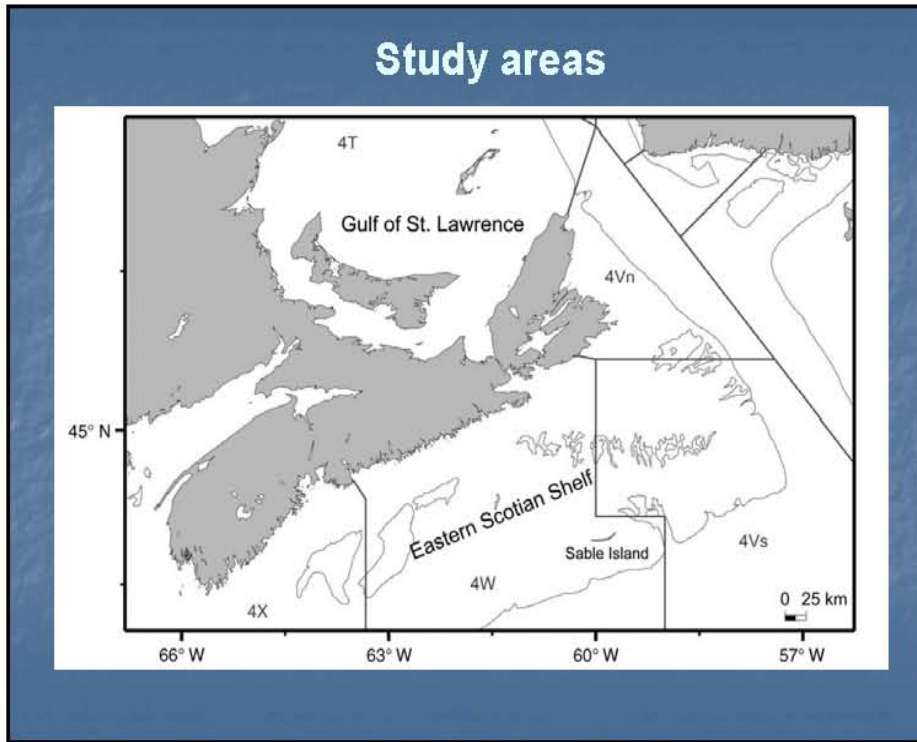 Study areas
4T
Gulf of St. Lawrence
4Vn
45° N
Eastern Scotian Shelf
Sable Island
4Vs
4W
4X
0 25 km
66° W
63° W
60° W
57° W